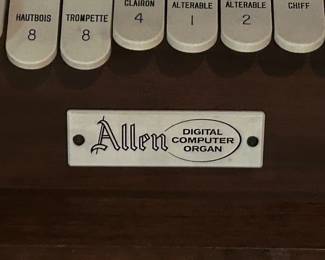 HAUTBOIS
8
TROMPETTE
8
CLAIRON
4
ALTERABLE
1
ALTERABLE
2
CHIFF
Allen
DIGITAL
COMPUTER
ORGAN